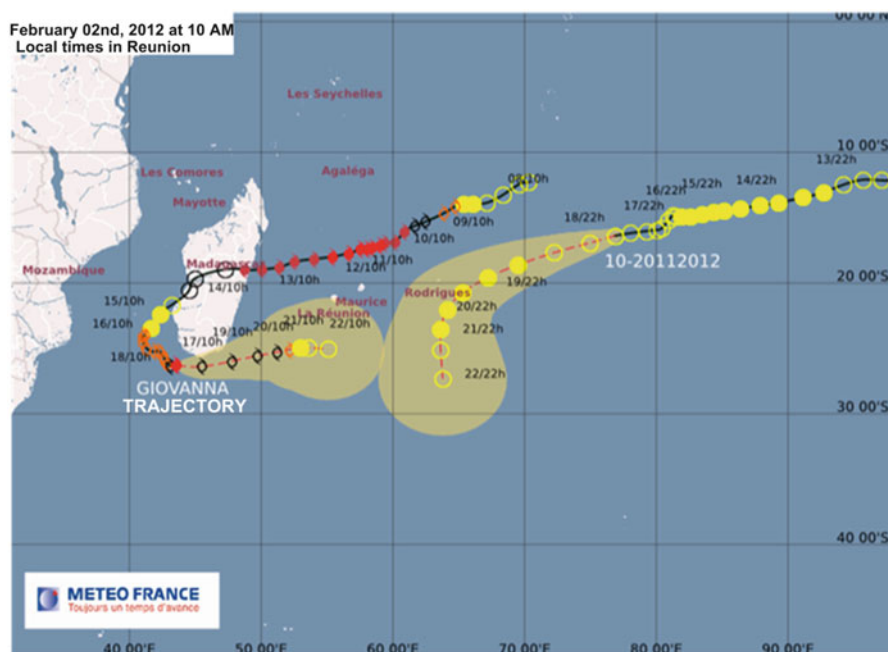 February 02nd, 2012 at 10 AM
Local times in Reunion
00 00'S
Les Seychelles
10 00'S
13/22h
Les Comores
Agaléga
08/10h
16/22h
15/22h
14/22h
Mayotte
09/10h
17/22h
18/22h
10/10h
11/10h
12/10h
10-20112012
Mozambique
Madagascar
14/10h
13/10h
19/22h
20 00'S
Rodrigues
15/10h
Maurice
20/22h
La Réunion
16/10h
21/10h
22/10h
21/22h
19/10h
20/10h
17/10h
18/10h
22/22h
GIOVANNA
TRAJECTORY
30 00'S
40 00'S
METEO FRANCE
Toujours un temps d'avance
40 00'E
50 00'E
60 00'E
70 00'E
80 00'E
90 00'E